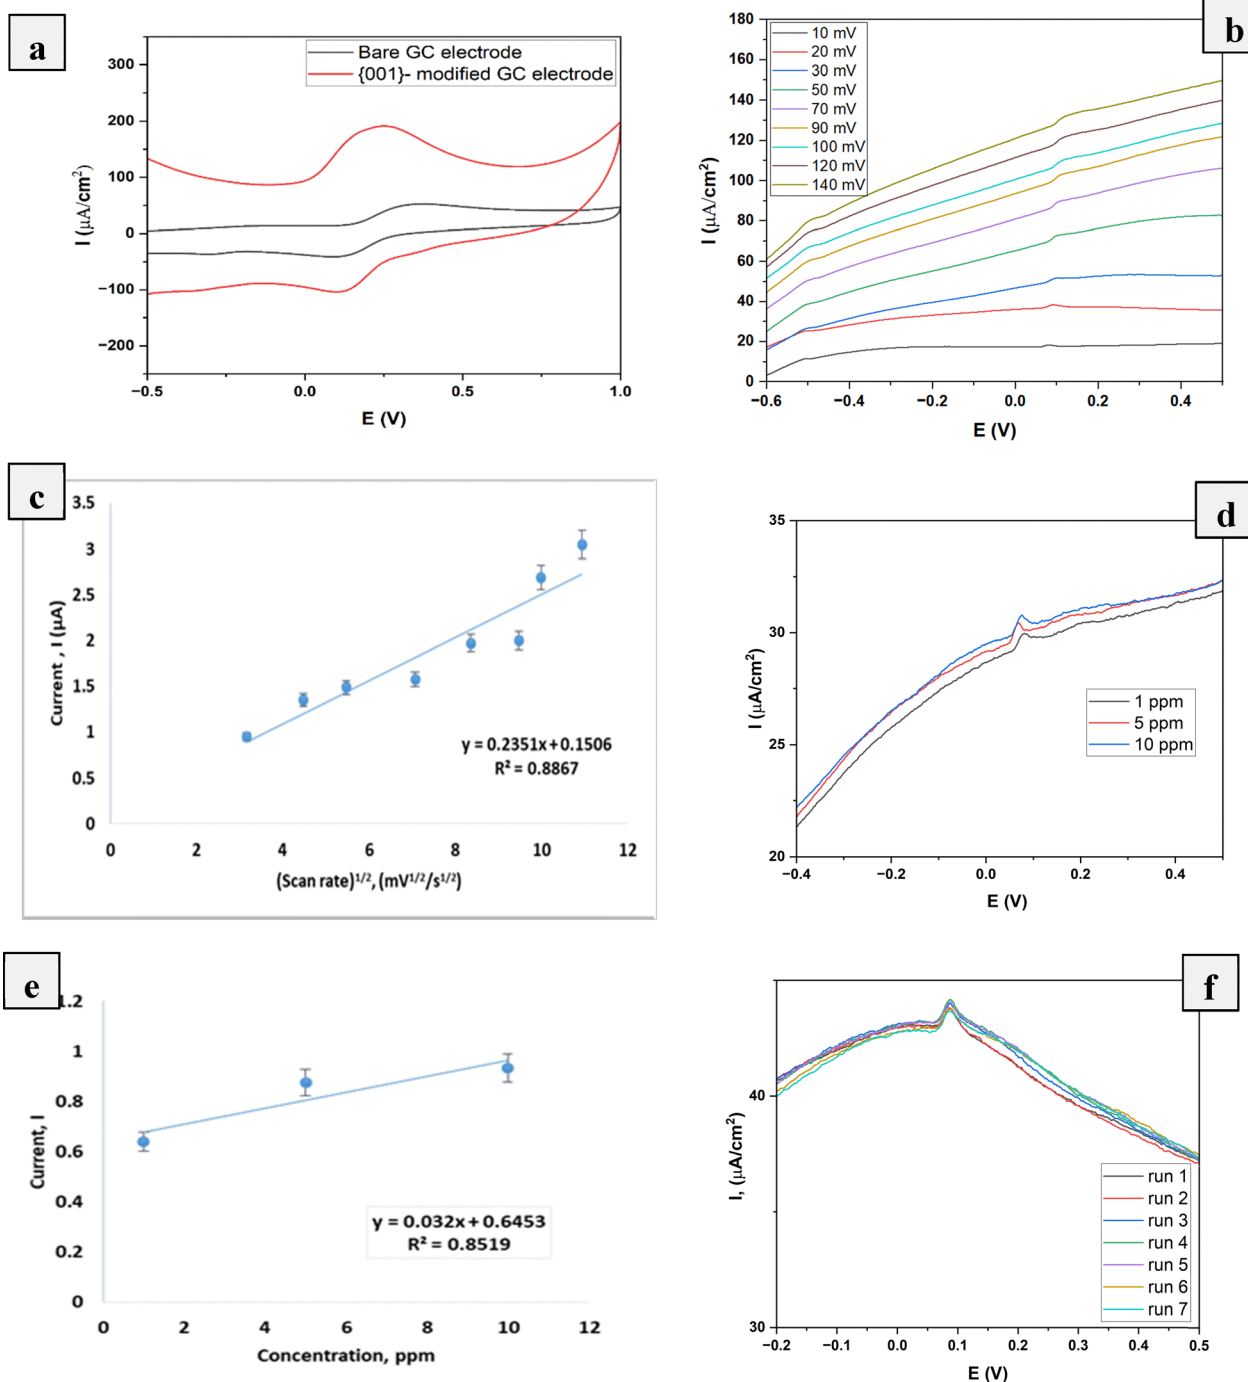 a
300
200
100
0
−100
−200
−0.5
0.0
0.5
1.0
I (μA/cm²)
E (V)
Bare GC electrode
{001}- modified GC electrode
b
180
160
140
120
100
80
60
40
20
0
−0.6
−0.4
−0.2
0.0
0.2
0.4
I (μA/cm²)
E (V)
10 mV
20 mV
30 mV
50 mV
70 mV
90 mV
100 mV
120 mV
140 mV
c
3.5
3
2.5
2
1.5
1
0.5
0
0
2
4
6
8
10
12
Current , I (μA)
(Scan rate)¹/², (mV¹/²/s¹/²)
y = 0.2351x+0.1506
R² = 0.8867
d
35
30
25
20
−0.4
−0.2
0.0
0.2
0.4
I (μA/cm²)
E (V)
1 ppm
5 ppm
10 ppm
e
1.2
1
0.8
0.6
0.4
0.2
0
0
2
4
6
8
10
12
Current, I
Concentration, ppm
y = 0.032x + 0.6453
R² = 0.8519
f
40
30
−0.2
−0.1
0.0
0.1
0.2
0.3
0.4
0.5
I, (μA/cm²)
E (V)
run 1
run 2
run 3
run 4
run 5
run 6
run 7